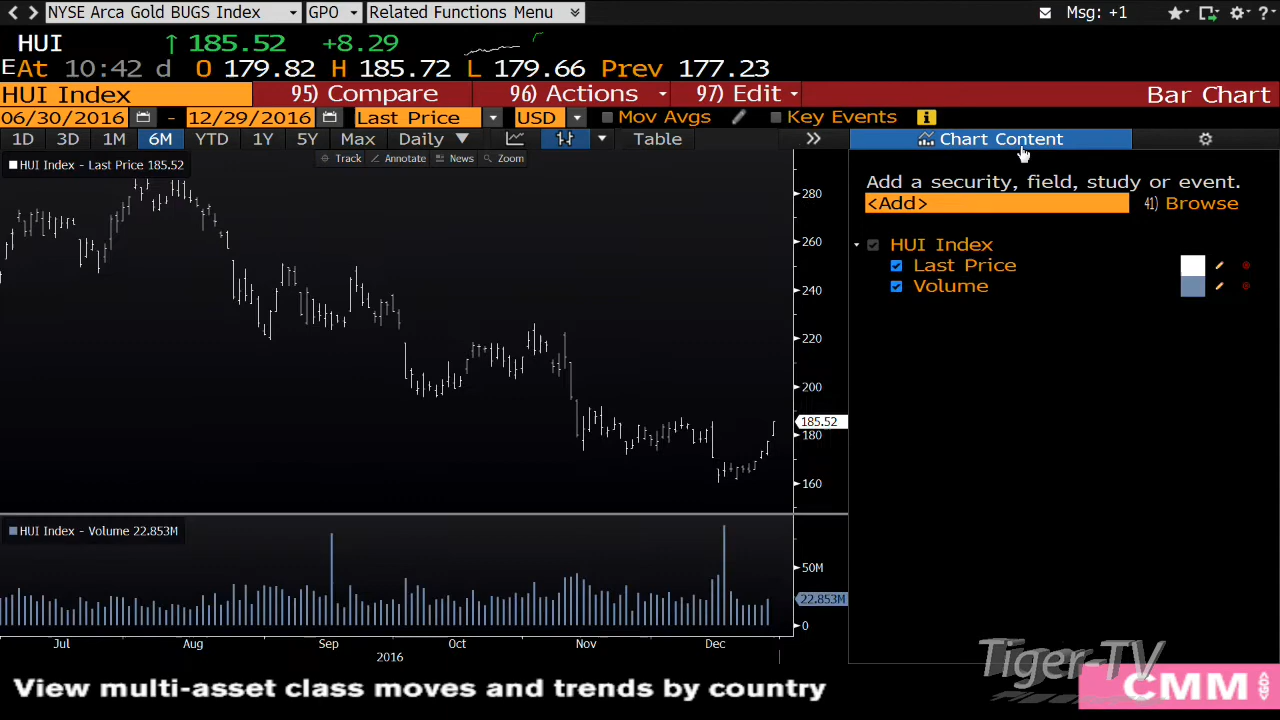 NYSE Arca Gold BUGS Index GPO Related Functions Menu Msg: +1
HUI ↑ 185.52 +8.29
At 10:42 d O 179.82 H 185.72 L 179.66 Prev 177.23
HUI Index 95) Compare 96) Actions 97) Edit Bar Chart
06/30/2016 - 12/29/2016 Last Price USD Mov Avgs Key Events
1D 3D 1M 6M YTD 1Y 5Y Max Daily ▼ Table » Chart Content
Track Annotate News Zoom
HUI Index - Last Price 185.52
Add a security, field, study or event.
<Add> 41) Browse
HUI Index
Last Price
Volume
280
260
240
220
200
185.52
180
160
HUI Index - Volume 22.853M
50M
22.853M
0
Jul Aug Sep Oct Nov Dec
2016
Tiger-TV
View multi-asset class moves and trends by country
CMM